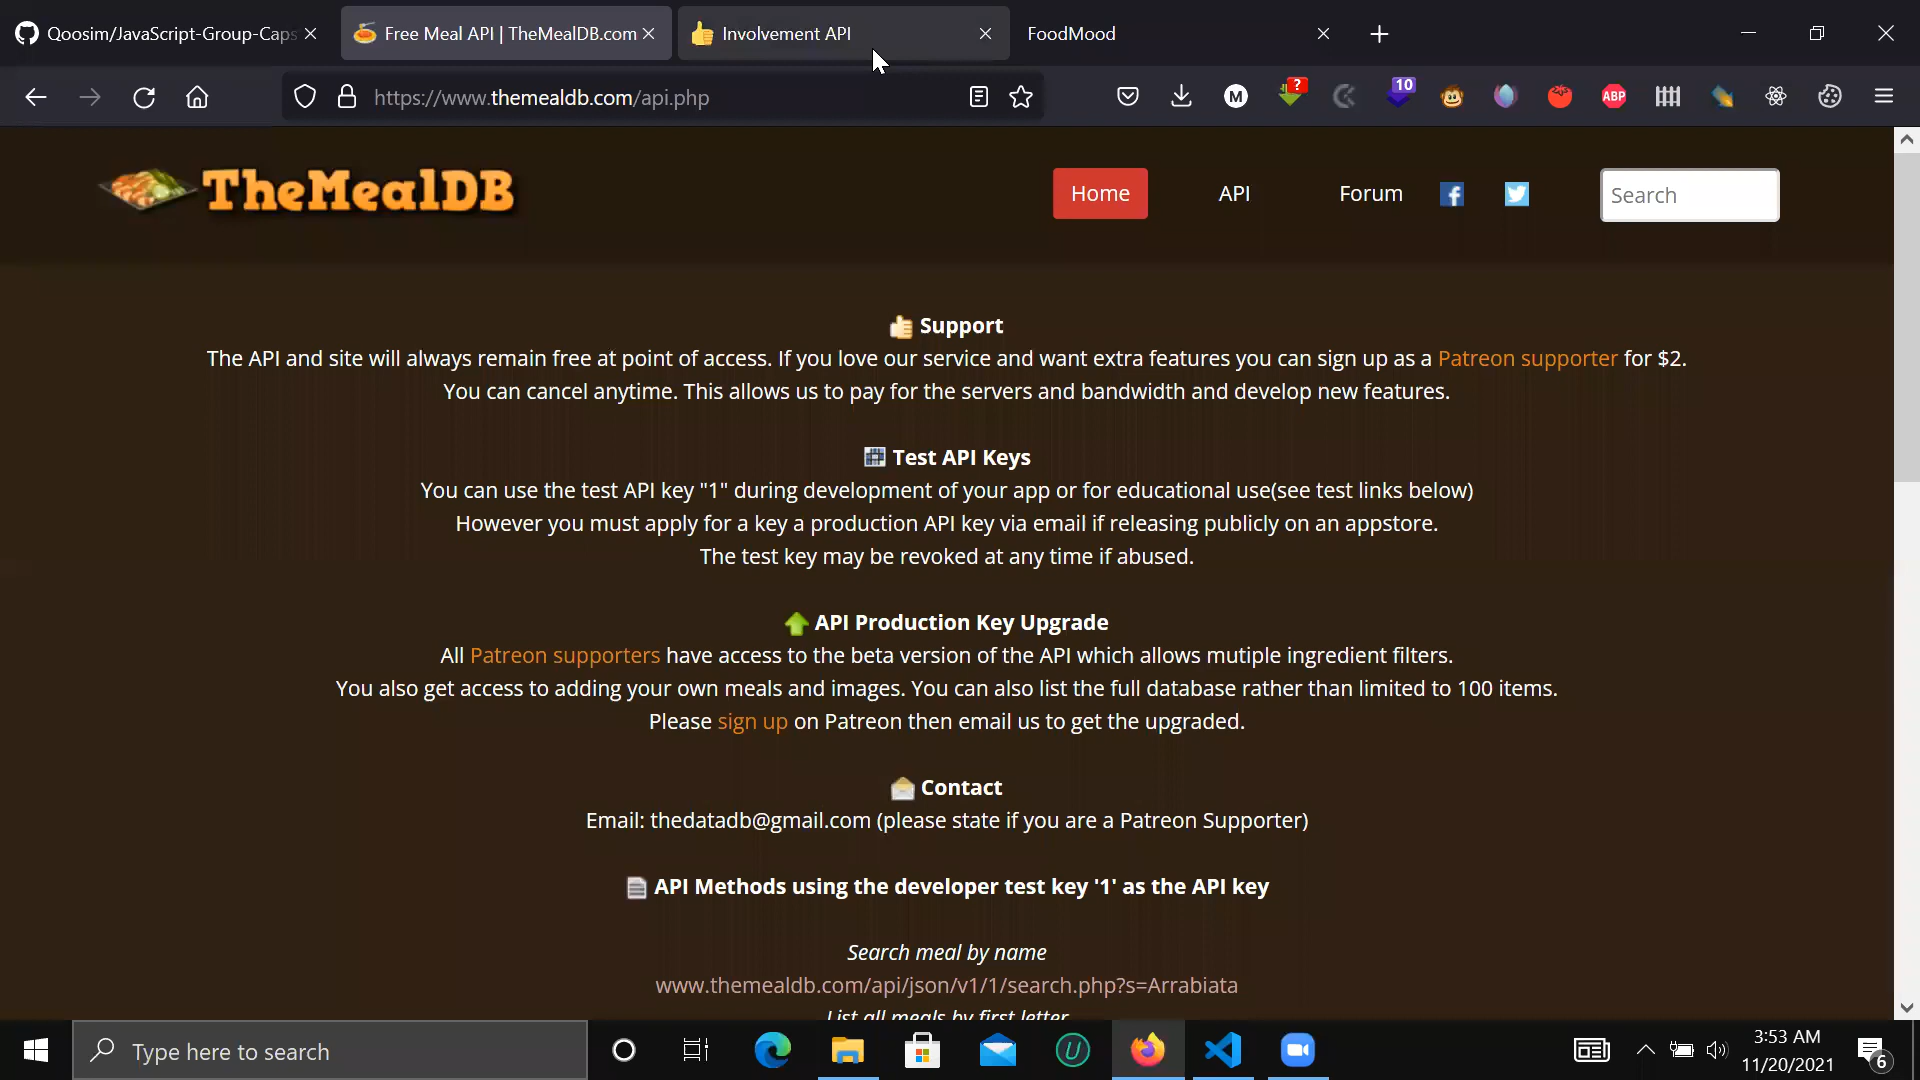 Qoosim/JavaScript-Group-Caps
Free Meal API | TheMealDB.com
Involvement API
FoodMood
https://www.themealdb.com/api.php
M
?
10
ABP
TheMealDB
Home
API
Forum
Search
Support
The API and site will always remain free at point of access. If you love our service and want extra features you can sign up as a Patreon supporter for $2.
You can cancel anytime. This allows us to pay for the servers and bandwidth and develop new features.
Test API Keys
You can use the test API key "1" during development of your app or for educational use(see test links below)
However you must apply for a key a production API key via email if releasing publicly on an appstore.
The test key may be revoked at any time if abused.
API Production Key Upgrade
All Patreon supporters have access to the beta version of the API which allows mutiple ingredient filters.
You also get access to adding your own meals and images. You can also list the full database rather than limited to 100 items.
Please sign up on Patreon then email us to get the upgraded.
Contact
Email: thedatadb@gmail.com (please state if you are a Patreon Supporter)
API Methods using the developer test key '1' as the API key
Search meal by name
www.themealdb.com/api/json/v1/1/search.php?s=Arrabiata
List all meals by first letter
Type here to search
3:53 AM
11/20/2021
6